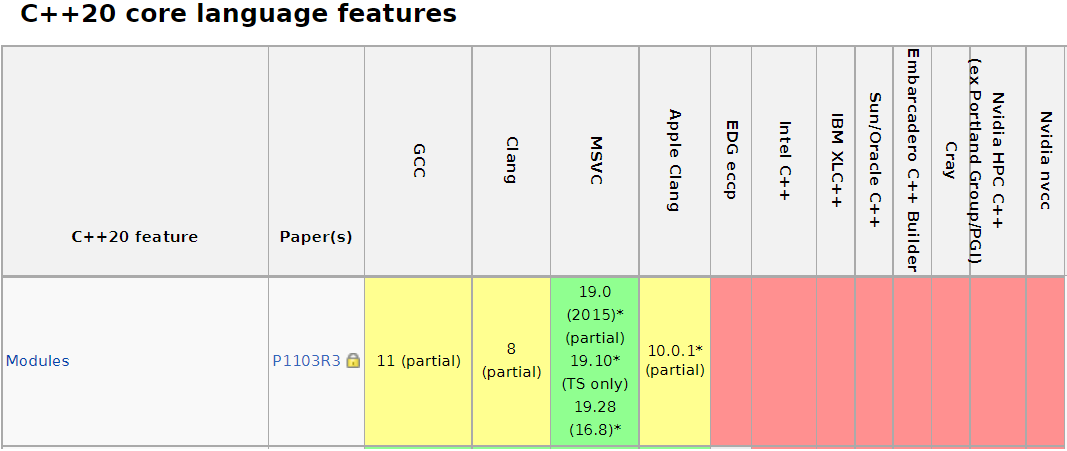 C++20 core language features
C++20 feature
Paper(s)
GCC
Clang
MSVC
Apple Clang
EDG eccp
Intel C++
IBM XLC++
Sun/Oracle C++
Embarcadero C++ Builder
Cray
Nvidia HPC C++
(ex Portland Group/PGI)
Nvidia nvcc
Modules
P1103R3
11 (partial)
8
(partial)
19.0
(2015)*
(partial)
19.10*
(TS only)
19.28
(16.8)*
10.0.1*
(partial)